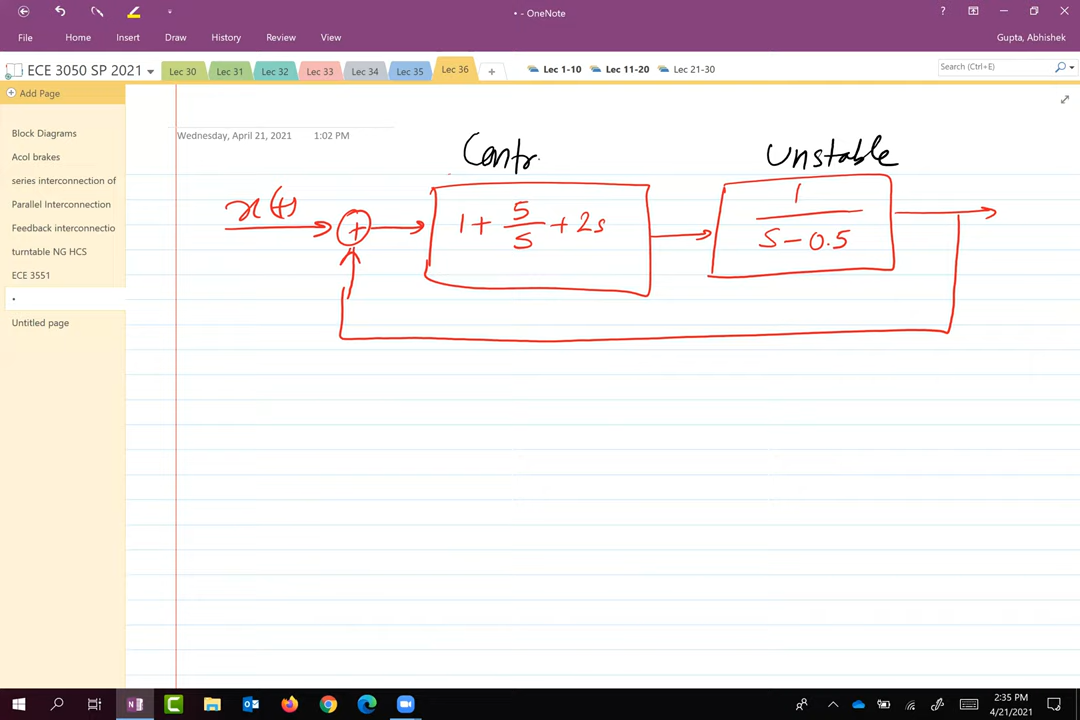 • - OneNote
File Home Insert Draw History Review View
Gupta, Abhishek
ECE 3050 SP 2021
Lec 30 Lec 31 Lec 32 Lec 33 Lec 34 Lec 35 Lec 36
Lec 1-10 Lec 11-20 Lec 21-30
Search (Ctrl+E)
Add Page
Block Diagrams
Acol brakes
series interconnection of
Parallel Interconnection
Feedback interconnectio
turntable NG HCS
ECE 3551
•
Untitled page
Wednesday, April 21, 2021 1:02 PM
Contr Unstable
x(t) + 1 + 5/s + 2s 1/(s - 0.5)
2:35 PM
4/21/2021